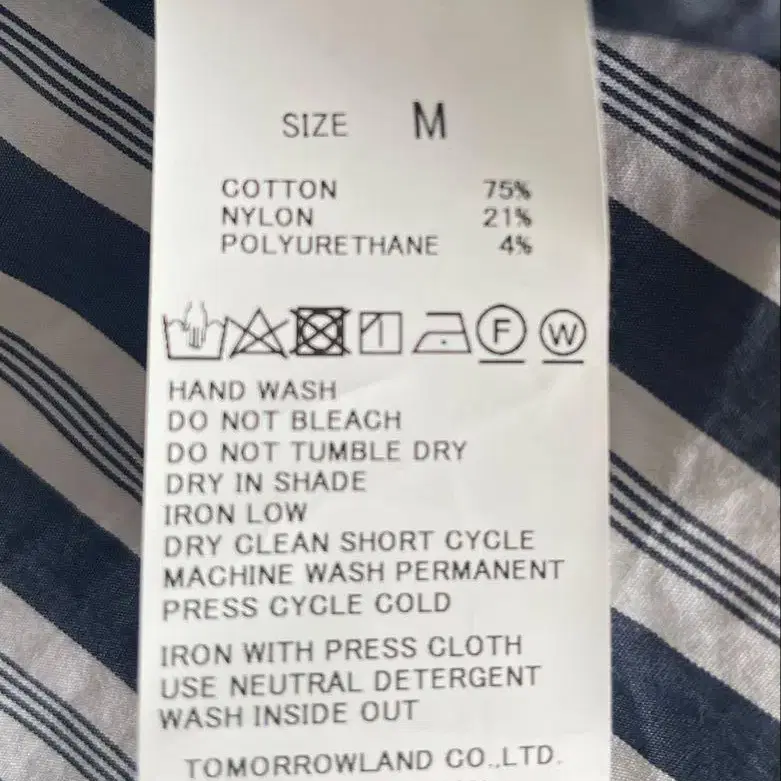 SIZE M
COTTON 75%
NYLON 21%
POLYURETHANE 4%
F W
HAND WASH
DO NOT BLEACH
DO NOT TUMBLE DRY
DRY IN SHADE
IRON LOW
DRY CLEAN SHORT CYCLE
MACHINE WASH PERMANENT
PRESS CYCLE COLD
IRON WITH PRESS CLOTH
USE NEUTRAL DETERGENT
WASH INSIDE OUT
TOMORROWLAND CO.,LTD.